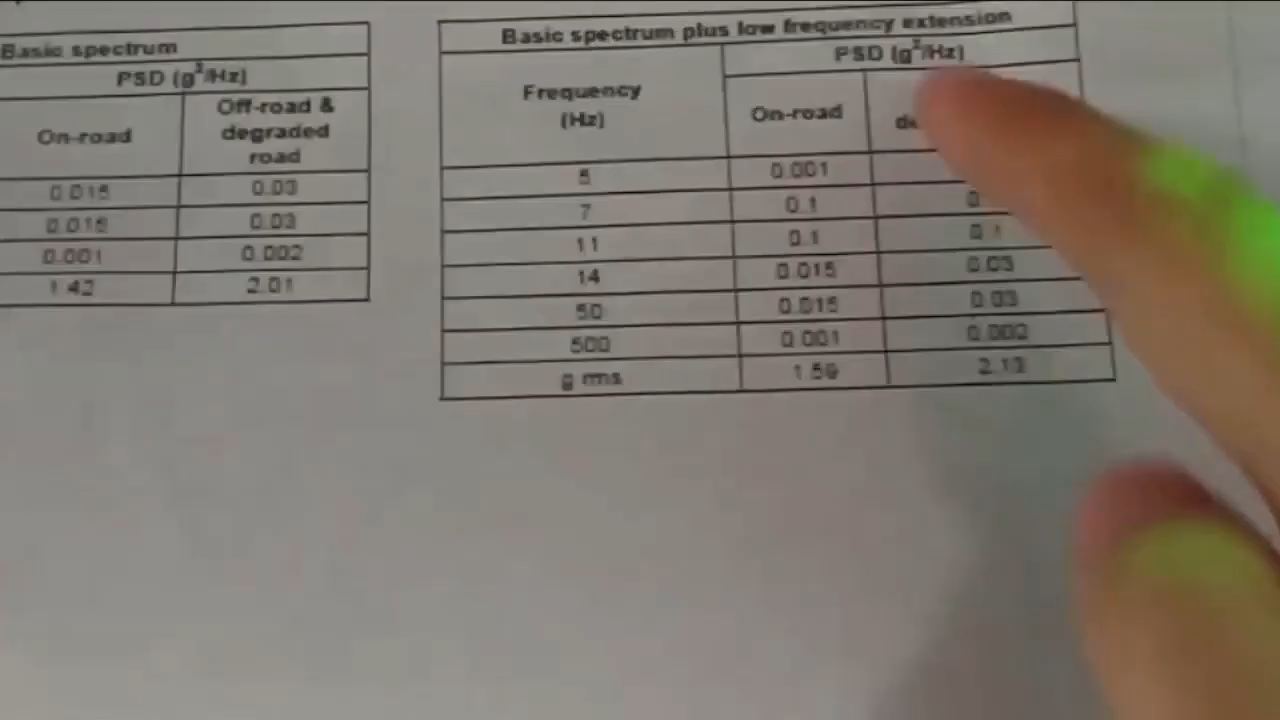 Basic spectrum
PSD (g²/Hz)
On-road
Off-road &
degraded
road
0.015 0.03
0.015 0.03
0.001 0.002
1.42 2.01
Basic spectrum plus low frequency extension
Frequency
(Hz)
PSD (g²/Hz)
On-road
5 0.001
7 0.1
11 0.1 0.1
14 0.015 0.03
50 0.015 0.03
500 0.001 0.002
g rms 2.13